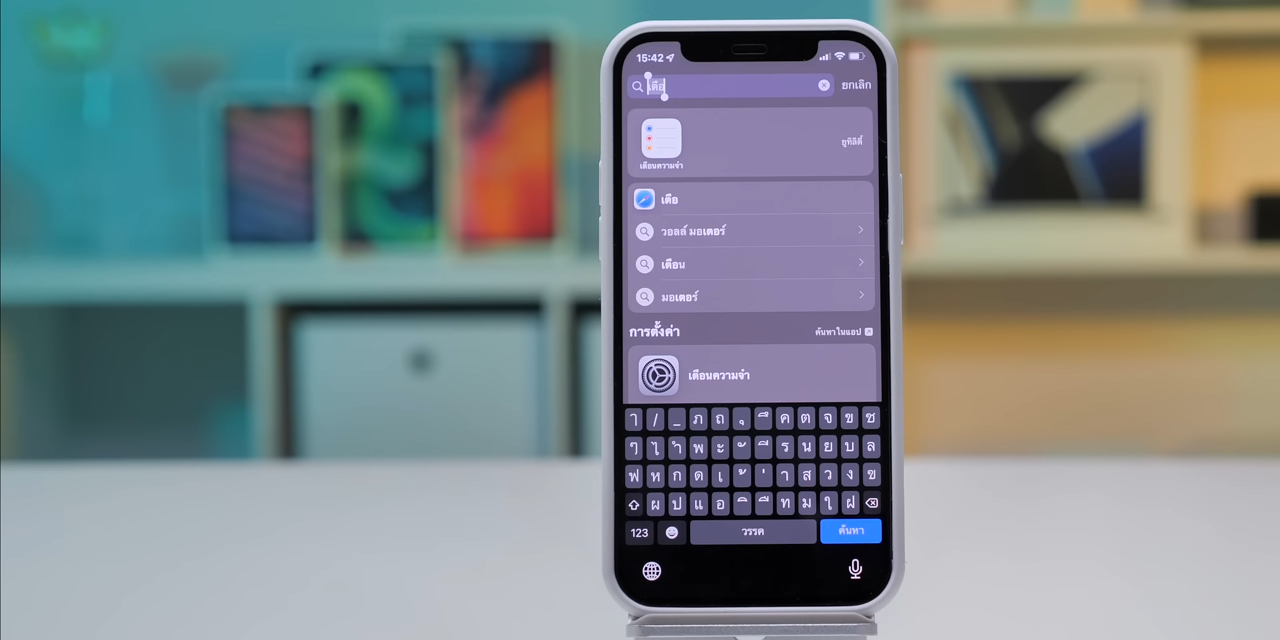 15:42
เตือ ยกเลิก
เตือนความจำ ยูทิลิตี้
เตือ
วอลล์ มอเตอร์
เตือน
มอเตอร์
การตั้งค่า ค้นหาในแอป
เตือนความจำ
า / _ ภ ถ ุ ึ ค ต จ ข ช
ๆ ไ ำ พ ะ ั ี ร น ย บ ล
ฟ ห ก ด เ ้ ่ า ส ว ง ข
ผ ป แ อ ิ ื ท ม ใ ฝ
123 วรรค ค้นหา